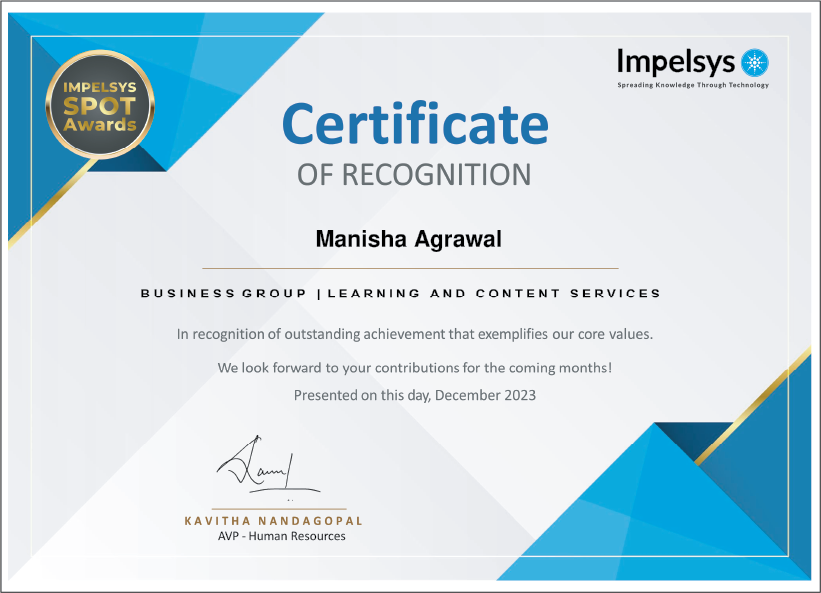 IMPELSYS
SPOT
Awards
Impelsys
Spreading Knowledge Through Technology
Certificate
OF RECOGNITION
Manisha Agrawal
BUSINESS GROUP | LEARNING AND CONTENT SERVICES
In recognition of outstanding achievement that exemplifies our core values.
We look forward to your contributions for the coming months!
Presented on this day, December 2023
KAVITHA NANDAGOPAL
AVP - Human Resources